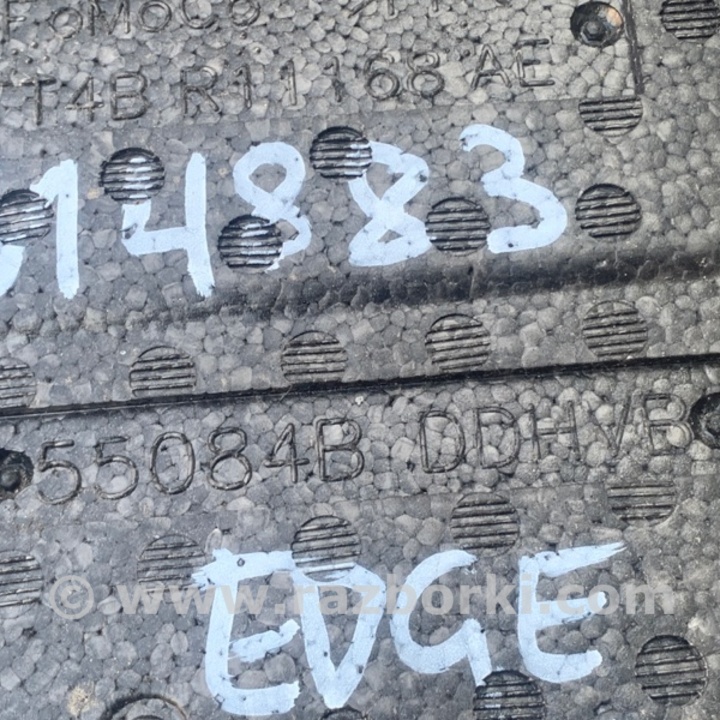 FoMoCo
T4B R11168 AE
14883
55084B DDHVB
EDGE
© www.razborki.com